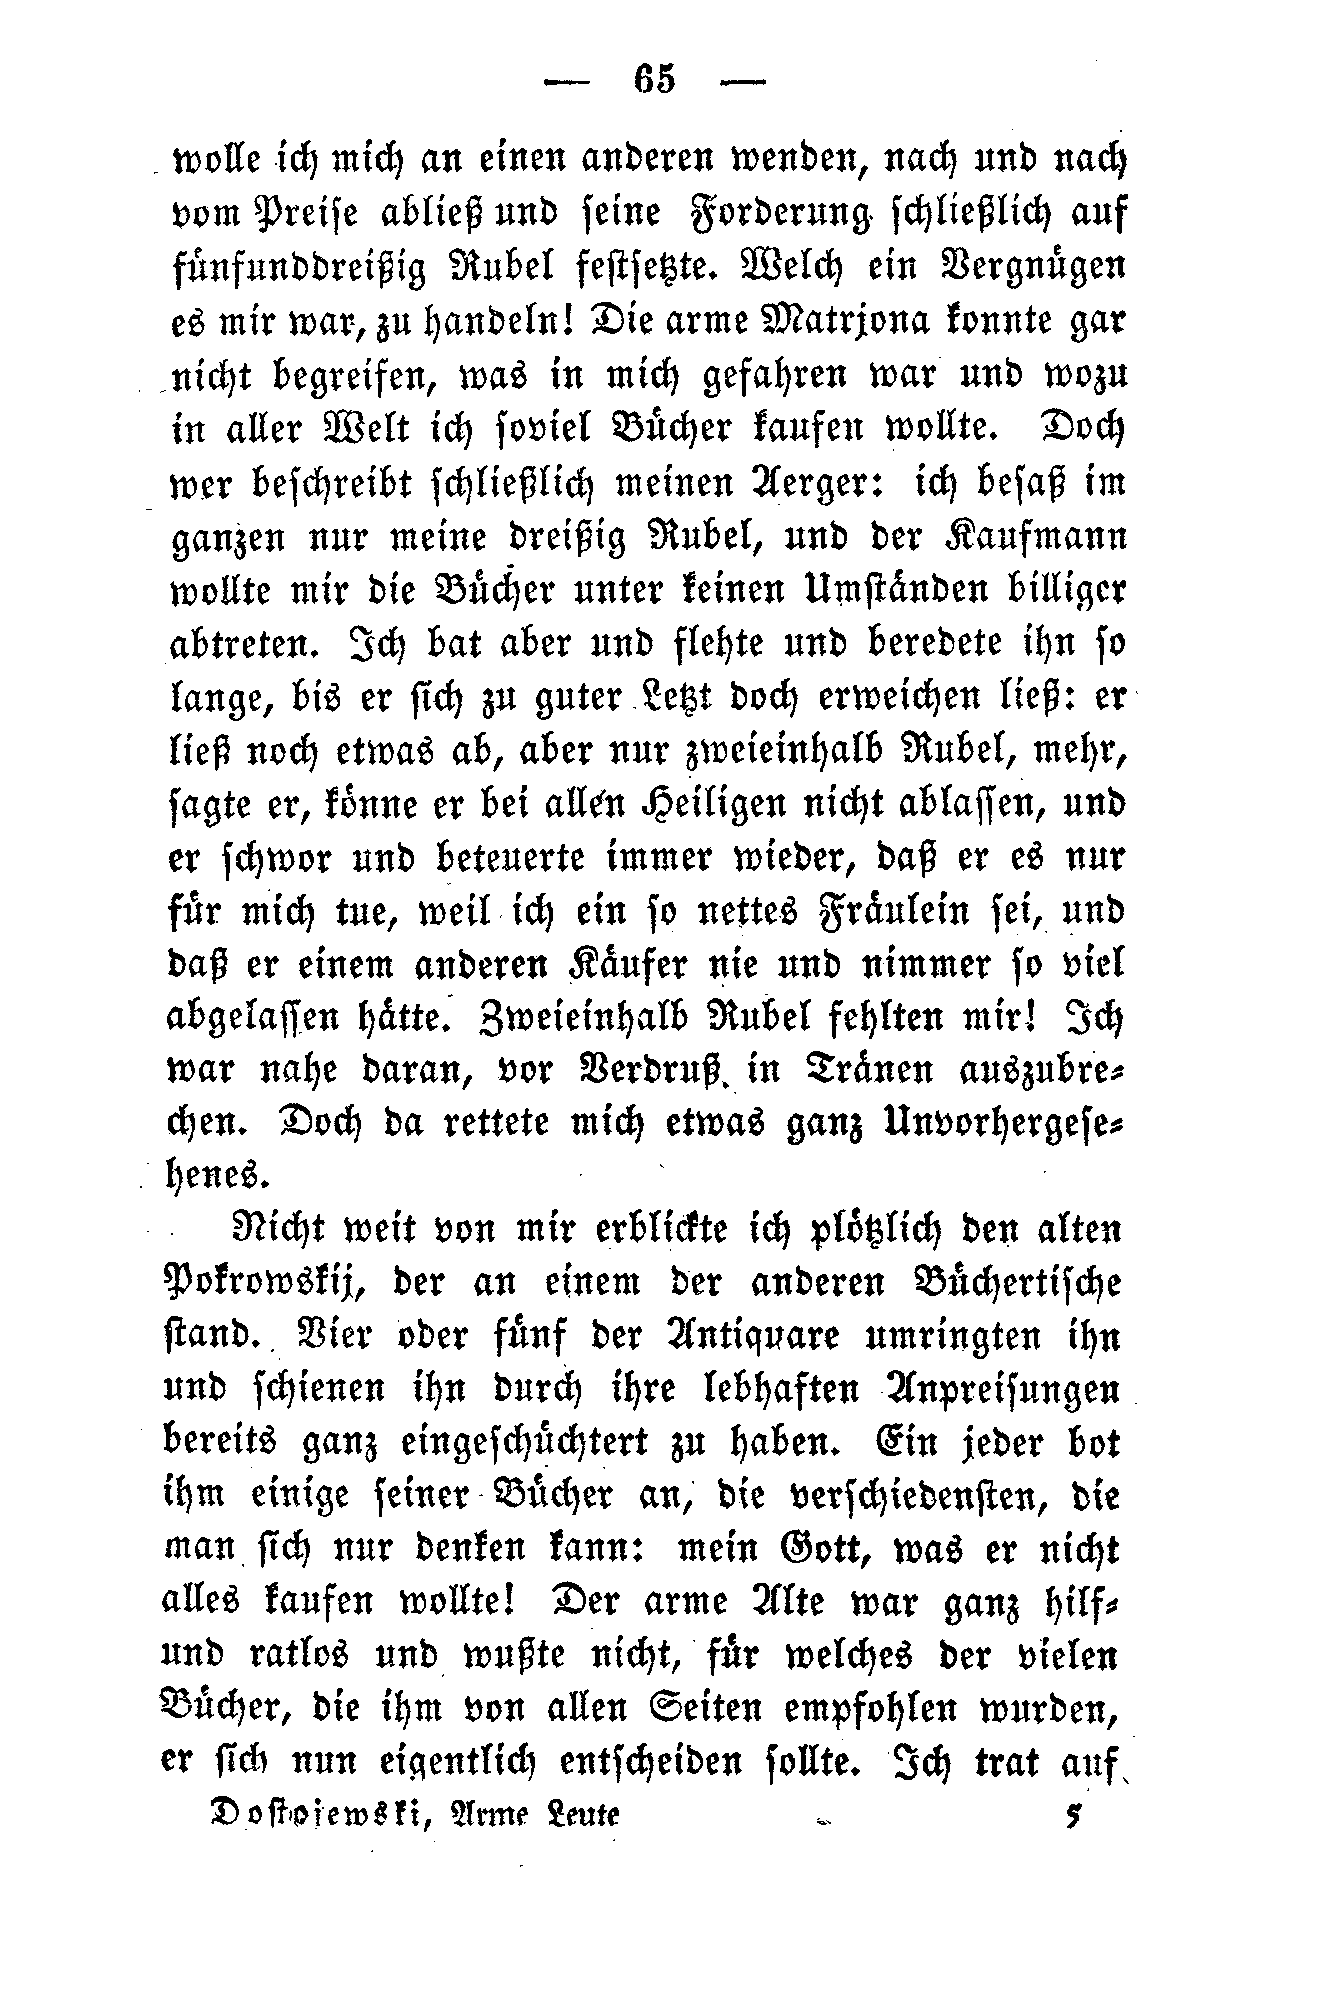 — 65 —
wolle ich mich an einen anderen wenden, nach und nach
vom Preise abließ und seine Forderung schließlich auf
fünfunddreißig Rubel festsetzte. Welch ein Vergnügen
es mir war, zu handeln! Die arme Matrjona konnte gar
nicht begreifen, was in mich gefahren war und wozu
in aller Welt ich soviel Bücher kaufen wollte. Doch
wer beschreibt schließlich meinen Aerger: ich besaß im
ganzen nur meine dreißig Rubel, und der Kaufmann
wollte mir die Bücher unter keinen Umständen billiger
abtreten. Ich bat aber und flehte und beredete ihn so
lange, bis er sich zu guter Letzt doch erweichen ließ: er
ließ noch etwas ab, aber nur zweieinhalb Rubel, mehr,
sagte er, könne er bei allen Heiligen nicht ablassen, und
er schwor und beteuerte immer wieder, daß er es nur
für mich tue, weil ich ein so nettes Fräulein sei, und
daß er einem anderen Käufer nie und nimmer so viel
abgelassen hätte. Zweieinhalb Rubel fehlten mir! Ich
war nahe daran, vor Verdruß in Tränen auszubre-
chen. Doch da rettete mich etwas ganz Unvorhergese-
henes.
Nicht weit von mir erblickte ich plötzlich den alten
Pokrowskij, der an einem der anderen Büchertische
stand. Vier oder fünf der Antiquare umringten ihn
und schienen ihn durch ihre lebhaften Anpreisungen
bereits ganz eingeschüchtert zu haben. Ein jeder bot
ihm einige seiner Bücher an, die verschiedensten, die
man sich nur denken kann: mein Gott, was er nicht
alles kaufen wollte! Der arme Alte war ganz hilf-
und ratlos und wußte nicht, für welches der vielen
Bücher, die ihm von allen Seiten empfohlen wurden,
er sich nun eigentlich entscheiden sollte. Ich trat auf
Dostojewski, Arme Leute 5